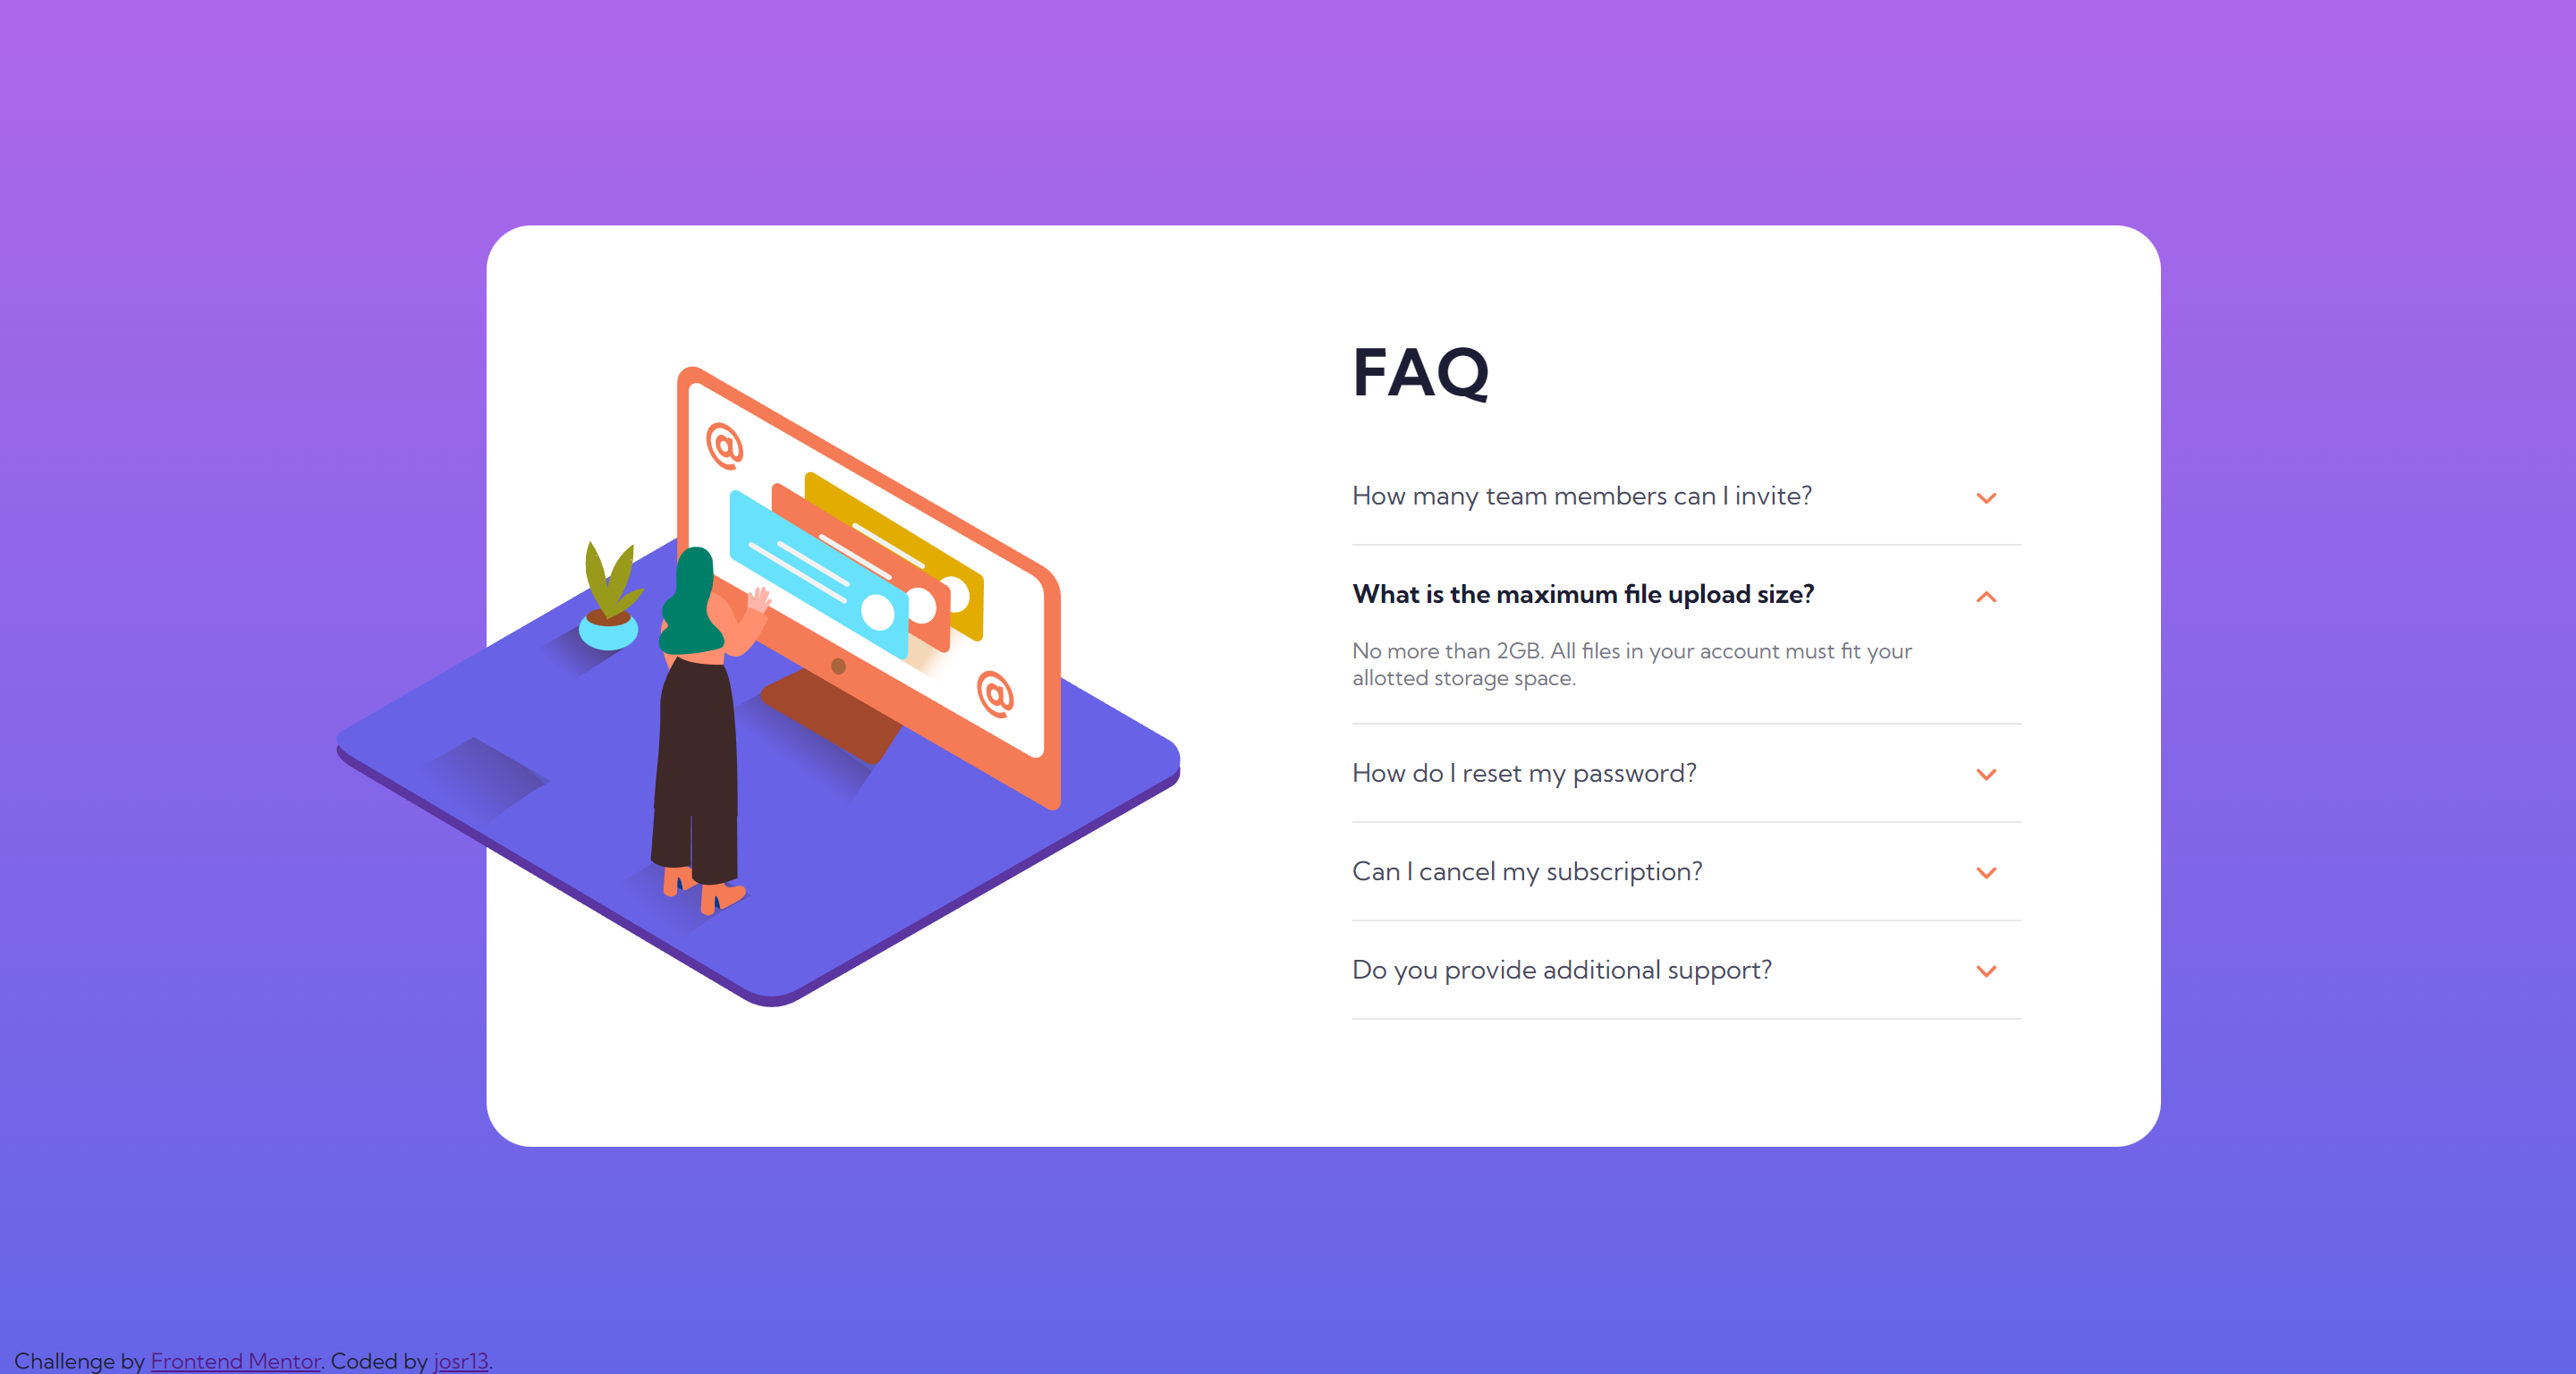 FAQ
How many team members can I invite?
What is the maximum file upload size?
No more than 2GB. All files in your account must fit your
allotted storage space.
How do I reset my password?
Can I cancel my subscription?
Do you provide additional support?
@
@
Challenge by Frontend Mentor. Coded by josr13.